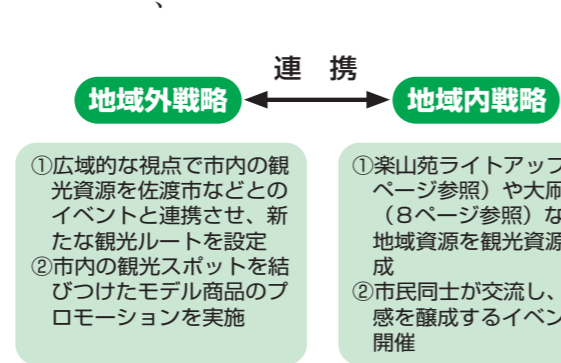 、
連　携
地域外戦略
地域内戦略
①広域的な視点で市内の観
光資源を佐渡市などとの
イベントと連携させ、新
たな観光ルートを設定
②市内の観光スポットを結
びつけたモデル商品のプ
ロモーションを実施
①楽山苑ライトアップ
ページ参照）や大
（８ページ参照）な
地域資源を観光資源
成
②市民同士が交流し、
感を醸成するイベン
開催